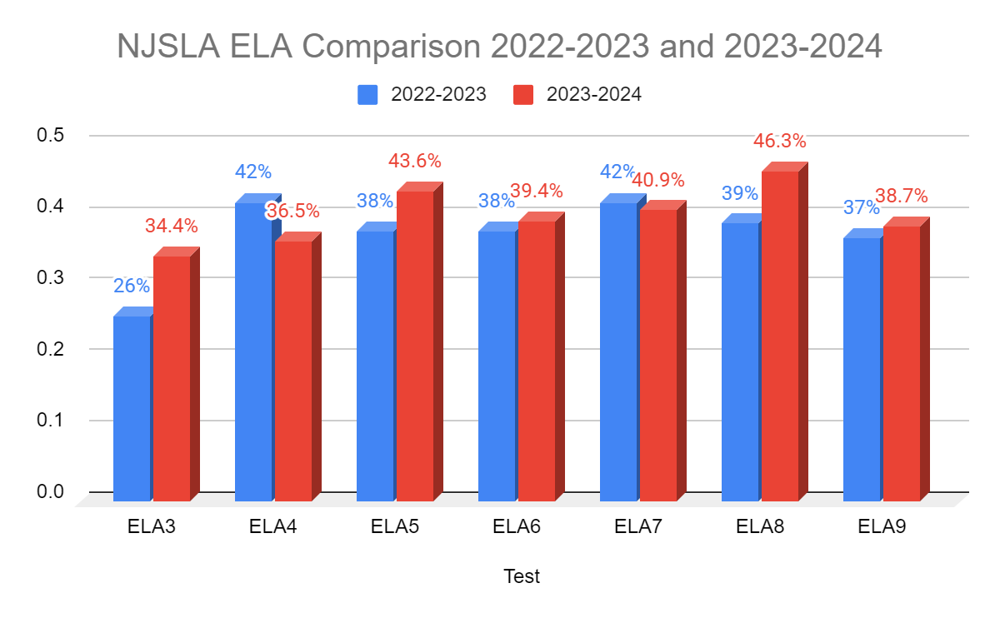 NJSLA ELA Comparison 2022-2023 and 2023-2024
2022-2023 2023-2024
0.5
0.4
0.3
0.2
0.1
0.0
26% 34.4% 42% 36.5% 38% 43.6% 38% 39.4% 42% 40.9% 39% 46.3% 37% 38.7%
ELA3 ELA4 ELA5 ELA6 ELA7 ELA8 ELA9
Test